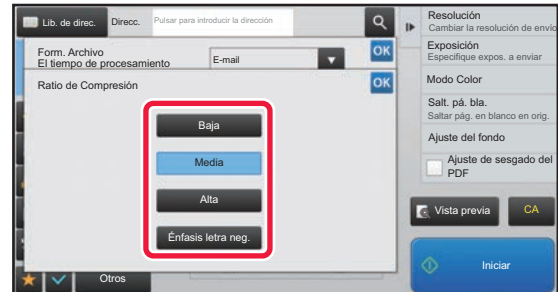 Lib. de direc.
Direcc.
Pulsar para introducir la dirección
Form. Archivo
El tiempo de procesamiento
E-mail
OK
Ratio de Compresión
OK
Baja
Media
Alta
Énfasis letra neg.
Otros
Resolución
Cambiar la resolución de envío
Exposición
Especifique expos. a enviar
Modo Color
Salt. pá. bla.
Saltar pág. en blanco en orig.
Ajuste del fondo
Ajuste de sesgado del
PDF
Vista previa
CA
Iniciar